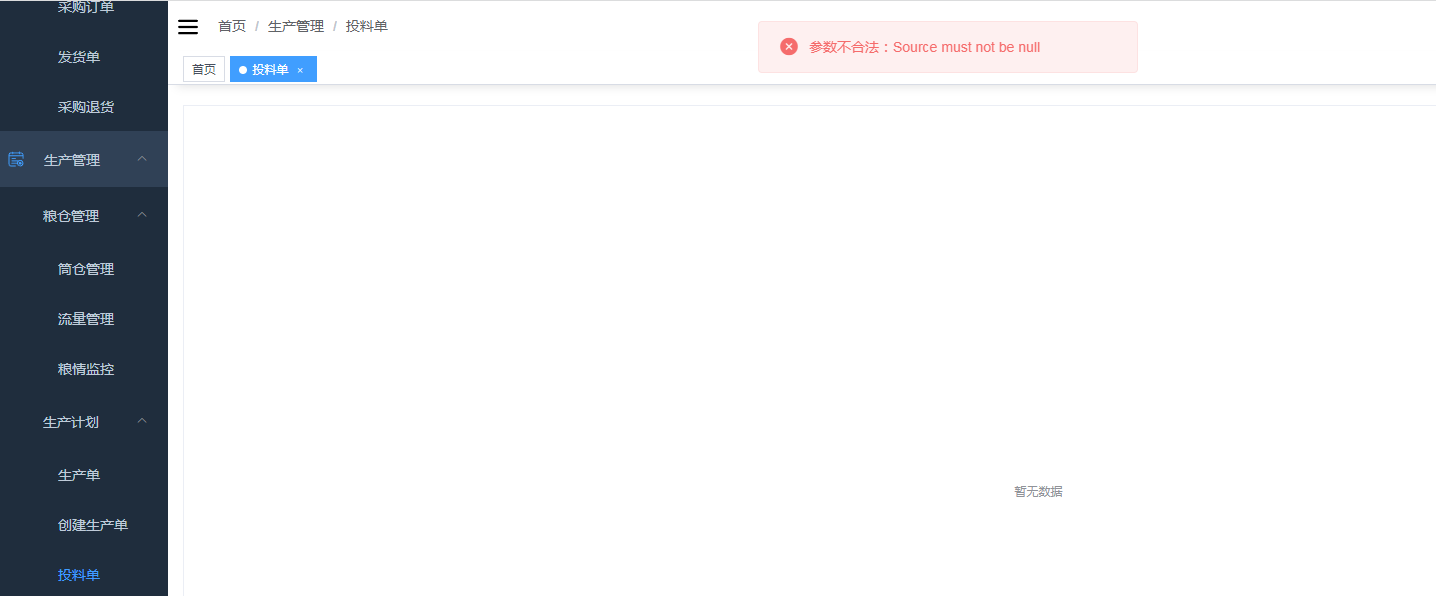 采购订单
发货单
采购退货
生产管理
粮仓管理
筒仓管理
流量管理
粮情监控
生产计划
生产单
创建生产单
投料单
首页 / 生产管理 / 投料单
参数不合法：Source must not be null
首页
投料单 ×
暂无数据